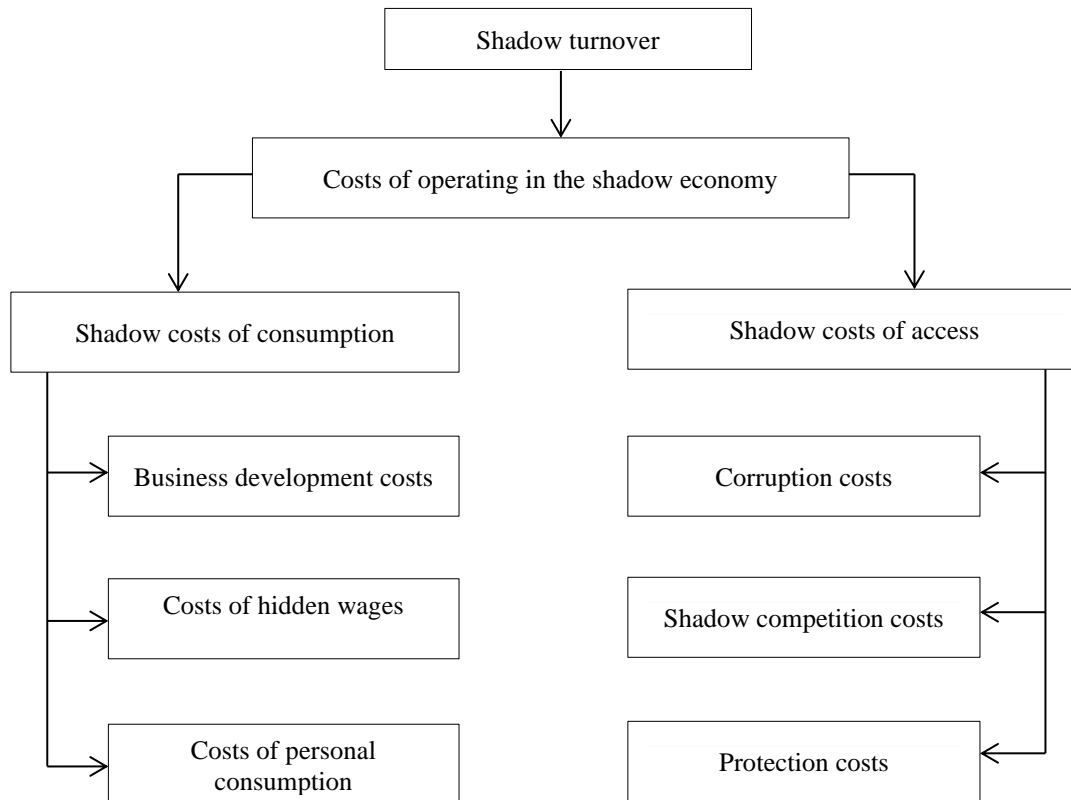 Shadow turnover
Costs of operating in the shadow economy
Shadow costs of consumption
Shadow costs of access
Business development costs
Corruption costs
Costs of hidden wages
Shadow competition costs
Costs of personal
consumption
Protection costs